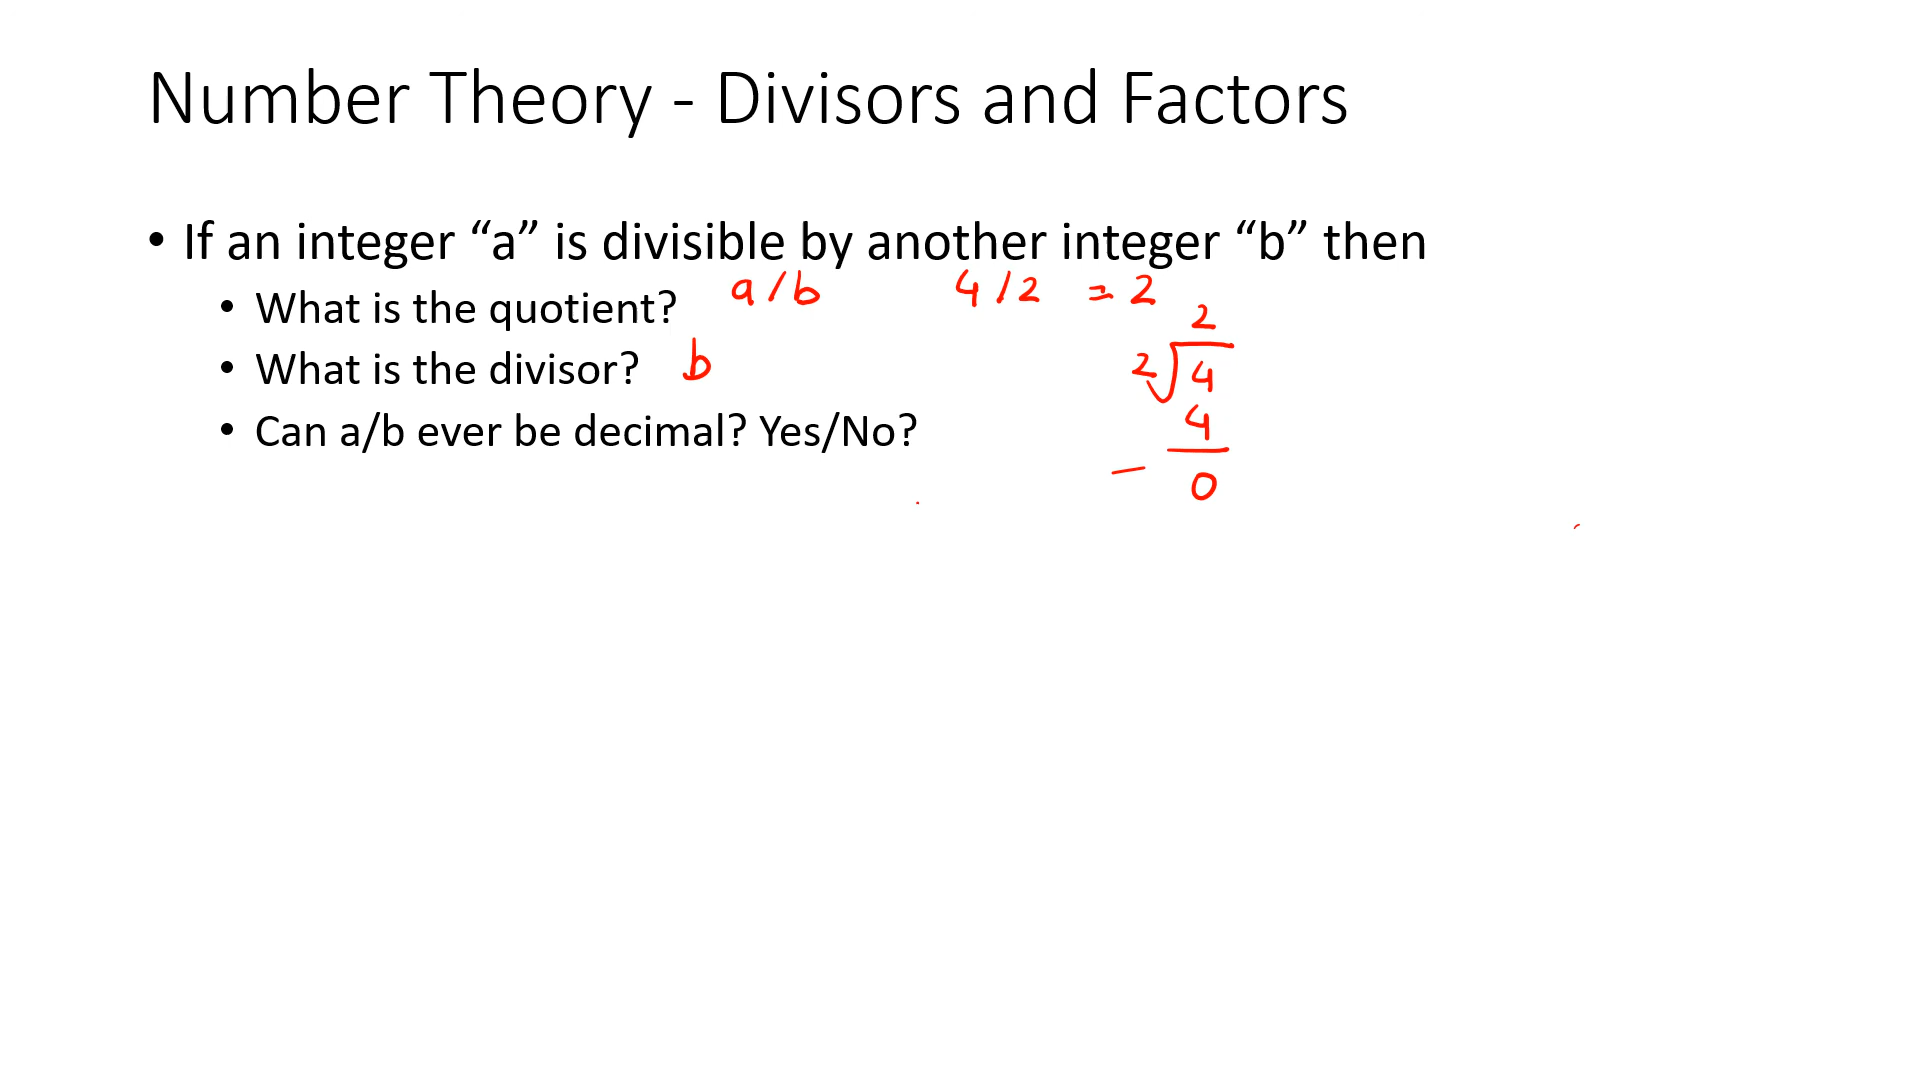 Number Theory - Divisors and Factors
• If an integer “a” is divisible by another integer “b” then
• What is the quotient? a/b 4/2 = 2
2
• What is the divisor? b 2 4
4
• Can a/b ever be decimal? Yes/No?
− 0